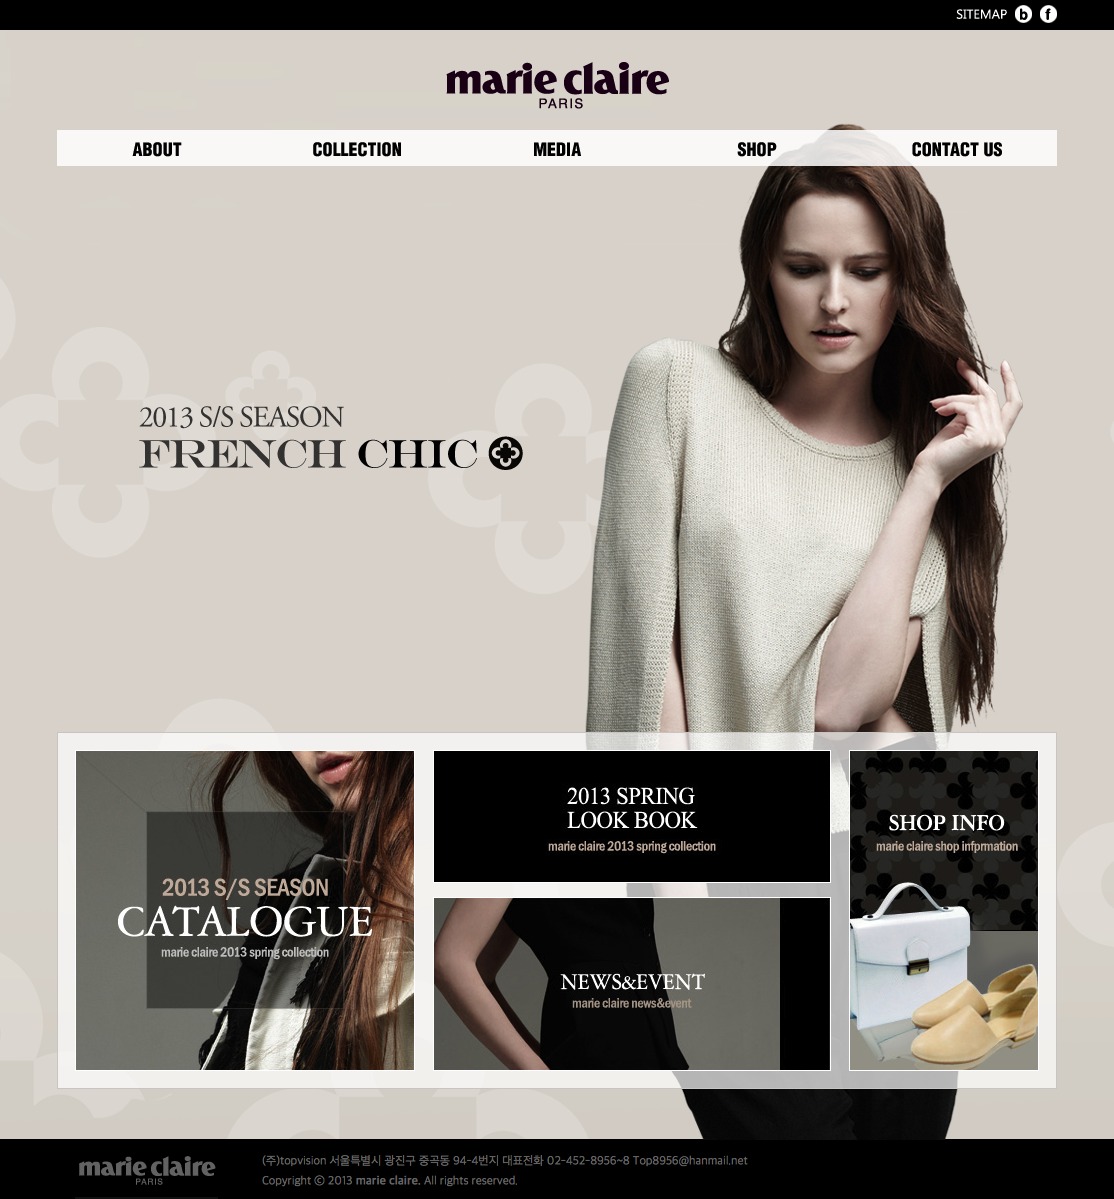 SITEMAP b f
marie claire
PARIS
ABOUT COLLECTION MEDIA SHOP CONTACT US
2013 S/S SEASON
FRENCH CHIC
2013 S/S SEASON
CATALOGUE
marie claire 2013 spring collection
2013 SPRING
LOOK BOOK
marie claire 2013 spring collection
NEWS&EVENT
marie claire news&event
SHOP INFO
marie claire shop infprmation
marie claire
PARIS
(주)topvision 서울특별시 광진구 중곡동 94-4번지 대표전화 02-452-8956~8 Top8956@hanmail.net
Copyright ⓒ 2013 marie claire. All rights reserved.